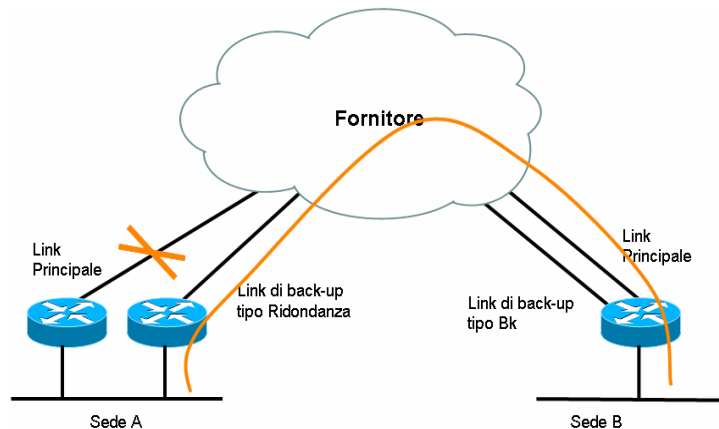 Fornitore
Link
Principale
Link di back-up
tipo Ridondanza
Link
Principale
Link di back-up
tipo Bk
Sede A
Sede B